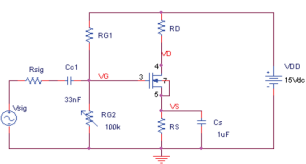 RG1
RD
VD
4
VDD
Rsig
Cc1
VG
3
7
15Vdc
5
33nF
VS
Vsig
RG2
100k
RS
Cs
1uF